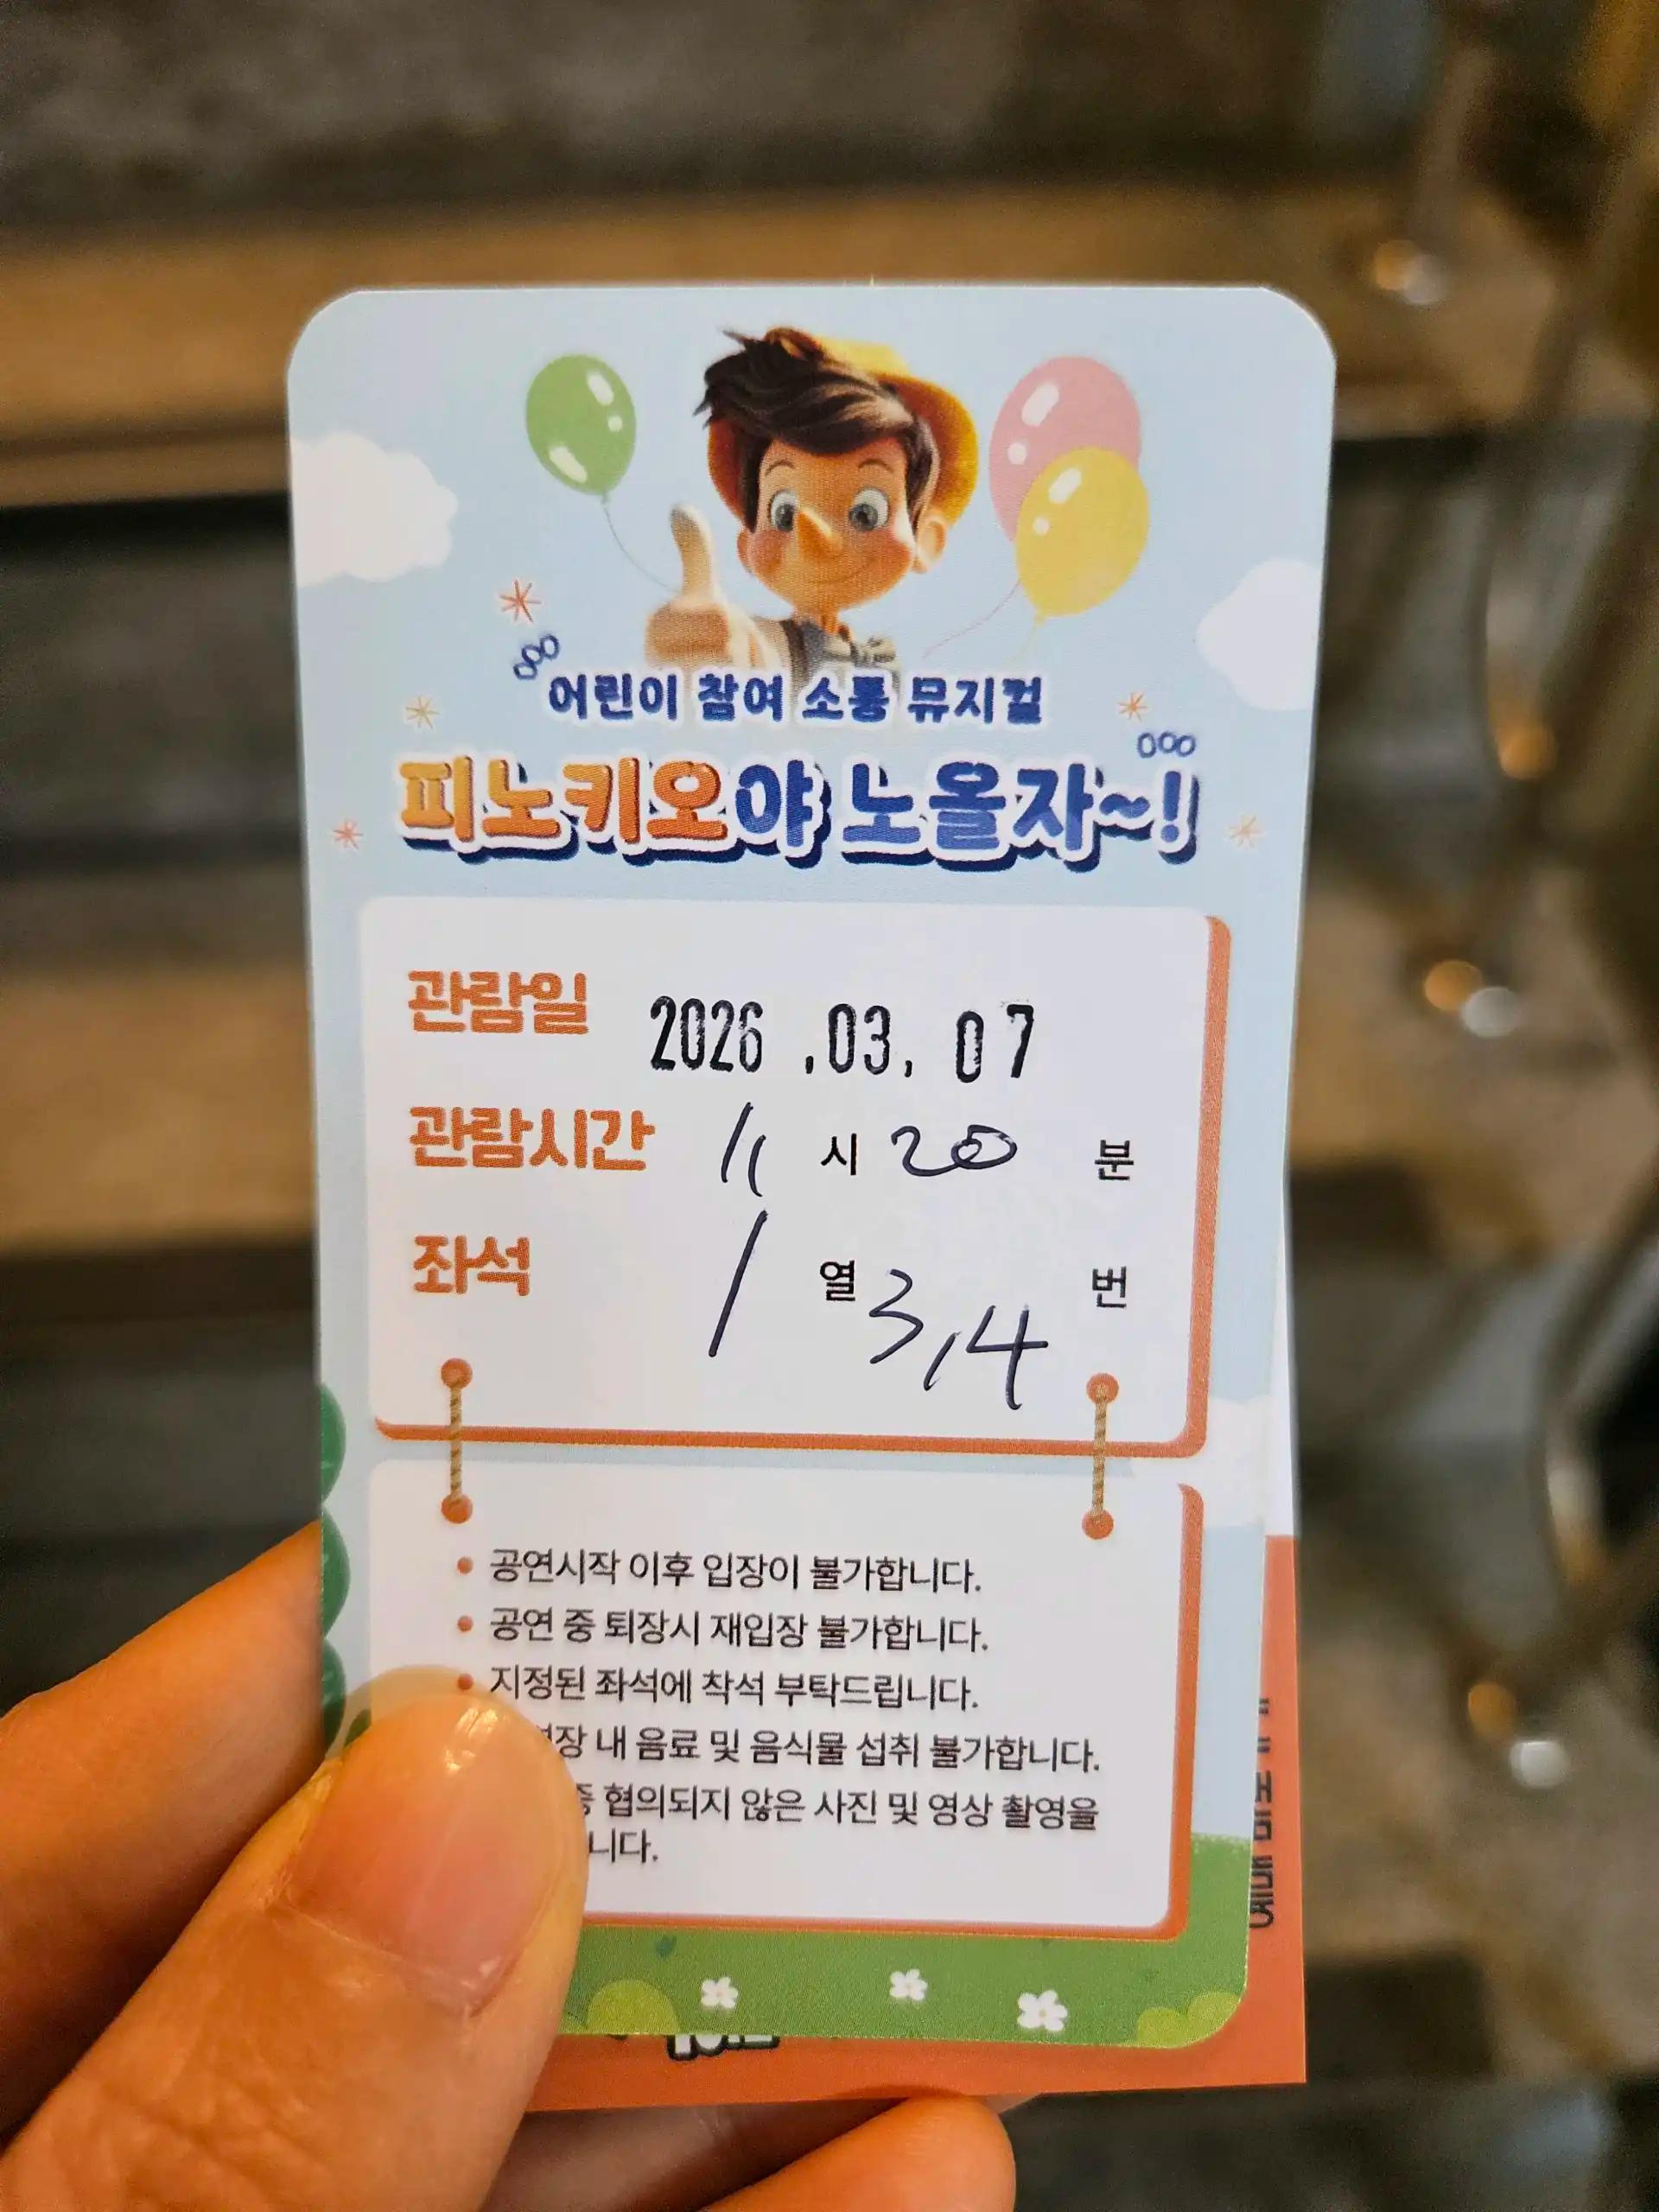 어린이 참여 소통 뮤지컬
피노키오야 노올자~!
관람일 2026 .03. 07
관람시간 11 시 20 분
좌석 1 열 3,4 번
• 공연시작 이후 입장이 불가합니다.
• 공연 중 퇴장시 재입장 불가합니다.
• 지정된 좌석에 착석 부탁드립니다.
내 음료 및 음식물 섭취 불가합니다.
협의되지 않은 사진 및 영상 촬영을
니다.